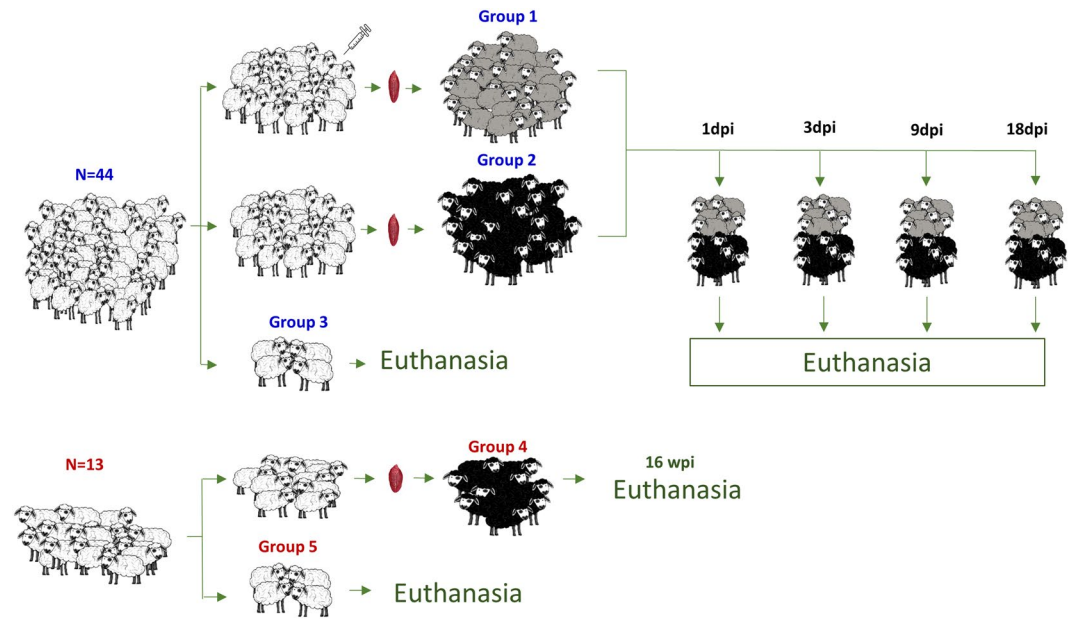 Group 1
1dpi
3dpi
9dpi
18dpi
N=44
Group 2
Group 3
Euthanasia
Euthanasia
N=13
Group 4
16 wpi
Euthanasia
Group 5
Euthanasia